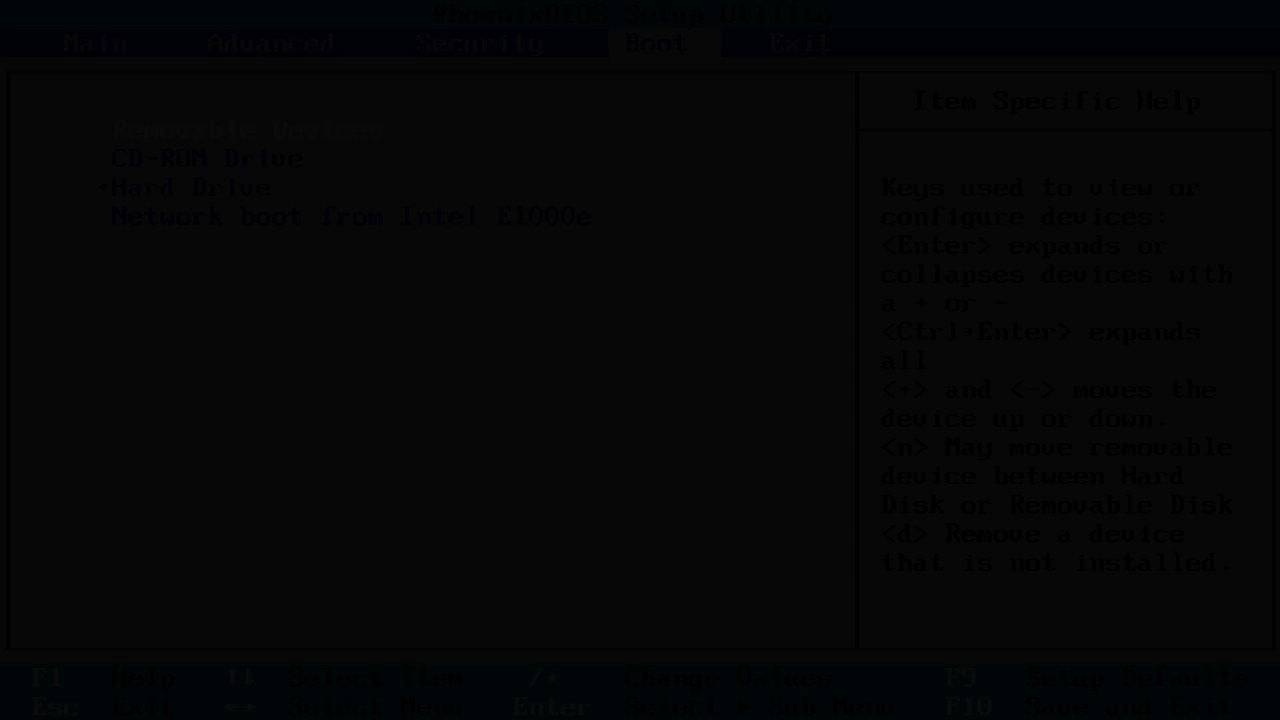 PhoenixBIOS Setup Utility
Main Advanced Security Boot Exit
Item Specific Help
Removable Devices
CD-ROM Drive
+Hard Drive
Network boot from Intel E1000e
Keys used to view or
configure devices:
<Enter> expands or
collapses devices with
a + or -
<Ctrl+Enter> expands
all
<+> and <-> moves the
device up or down.
<n> May move removable
device between Hard
Disk or Removable Disk
<d> Remove a device
that is not installed.
F1 Help ↑↓ Select Item -/+ Change Values F9 Setup Defaults
Esc Exit ↔ Select Menu Enter Select ▶ Sub-Menu F10 Save and Exit